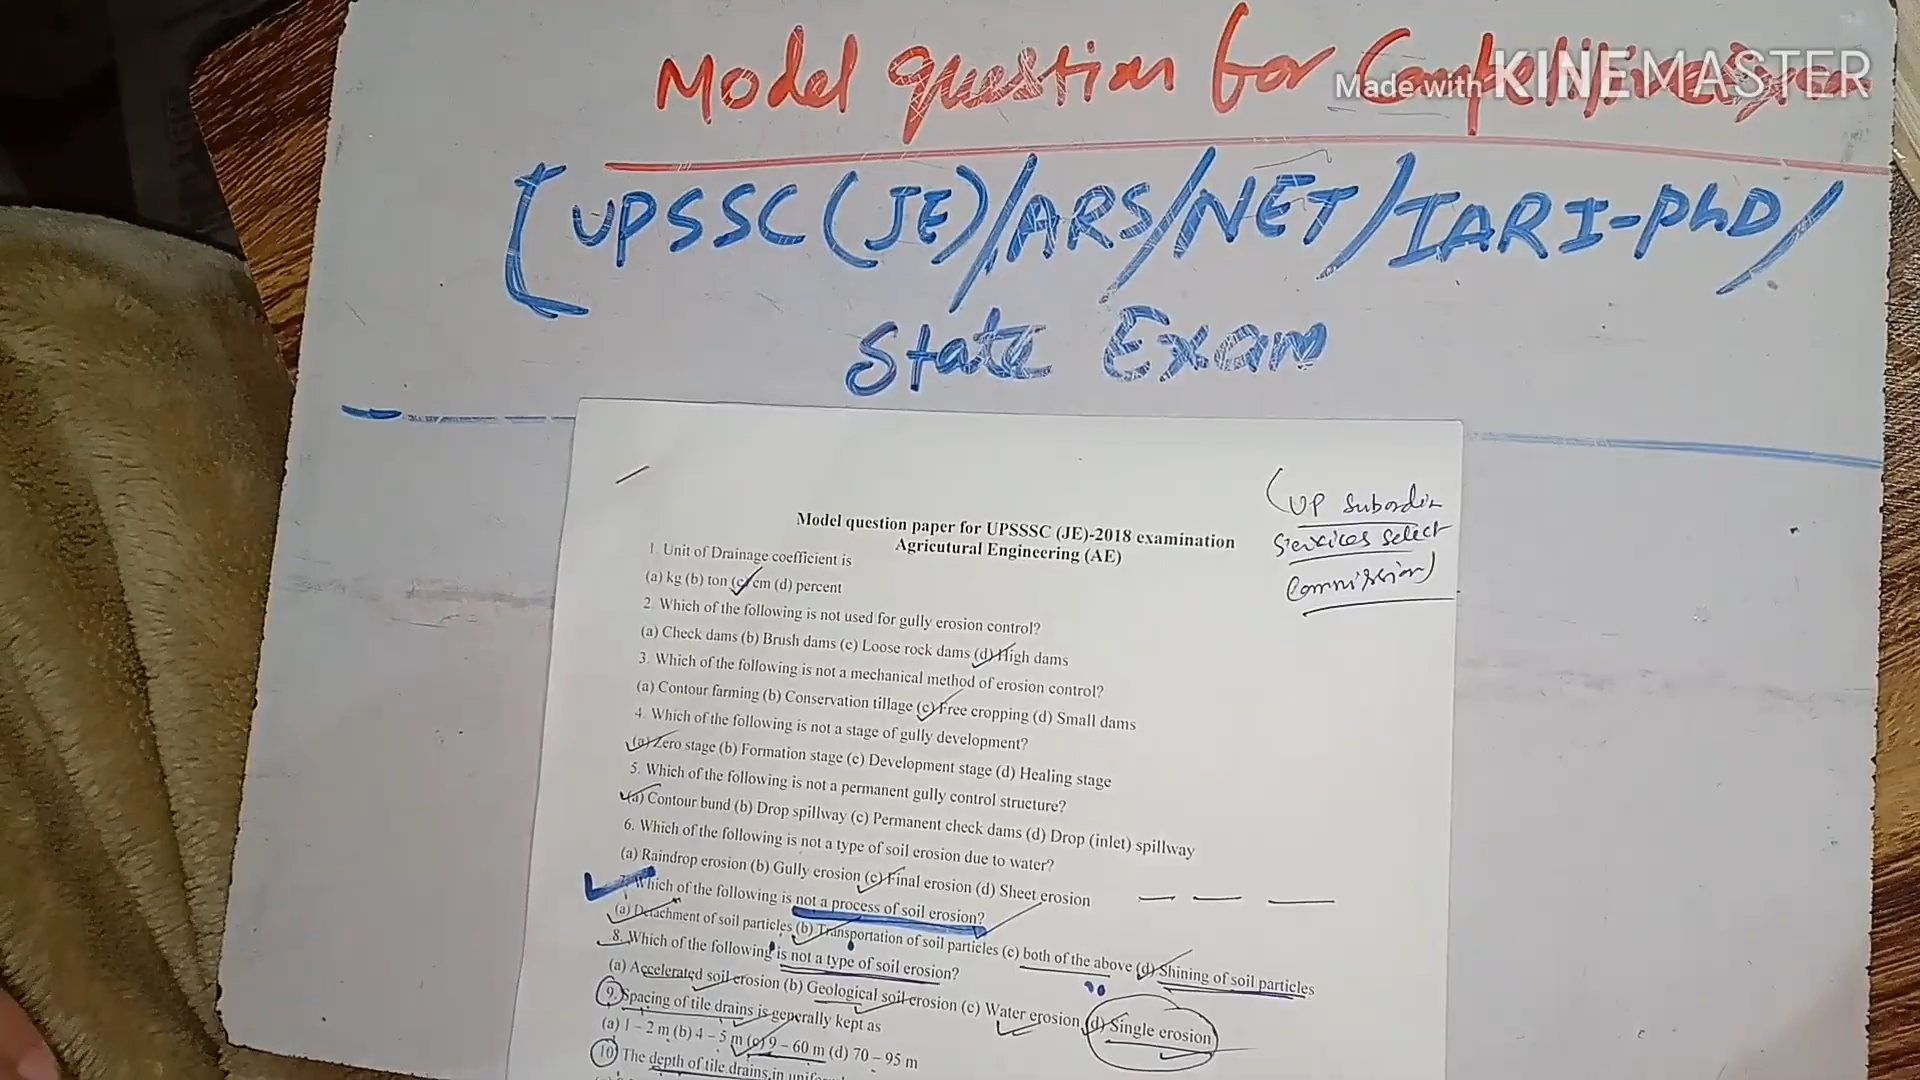 Model question for Competitive
Made with KINEMASTER
[UPSSSC (JE)/ARS/NET/IARI-PhD/
State Exam
(UP Subordin
Services Select
Commission)
Model question paper for UPSSSC (JE)-2018 examination
Agricutural Engineering (AE)
1. Unit of Drainage coefficient is
(a) kg (b) ton (c) cm (d) percent
2. Which of the following is not used for gully erosion control?
(a) Check dams (b) Brush dams (c) Loose rock dams (d) High dams
3. Which of the following is not a mechanical method of erosion control?
(a) Contour farming (b) Conservation tillage (c) Free cropping (d) Small dams
4. Which of the following is not a stage of gully development?
(a) Zero stage (b) Formation stage (c) Development stage (d) Healing stage
5. Which of the following is not a permanent gully control structure?
(a) Contour bund (b) Drop spillway (c) Permanent check dams (d) Drop (inlet) spillway
6. Which of the following is not a type of soil erosion due to water?
(a) Raindrop erosion (b) Gully erosion (c) Final erosion (d) Sheet erosion
7. Which of the following is not a process of soil erosion?
(a) Detachment of soil particles (b) Transportation of soil particles (c) both of the above (d) Shining of soil particles
8. Which of the following is not a type of soil erosion?
(a) Accelerated soil erosion (b) Geological soil erosion (c) Water erosion (d) Single erosion
9. Spacing of tile drains is generally kept as
(a) 1 – 2 m (b) 4 – 5 m (c) 9 – 60 m (d) 70 – 95 m
10. The depth of tile drains in